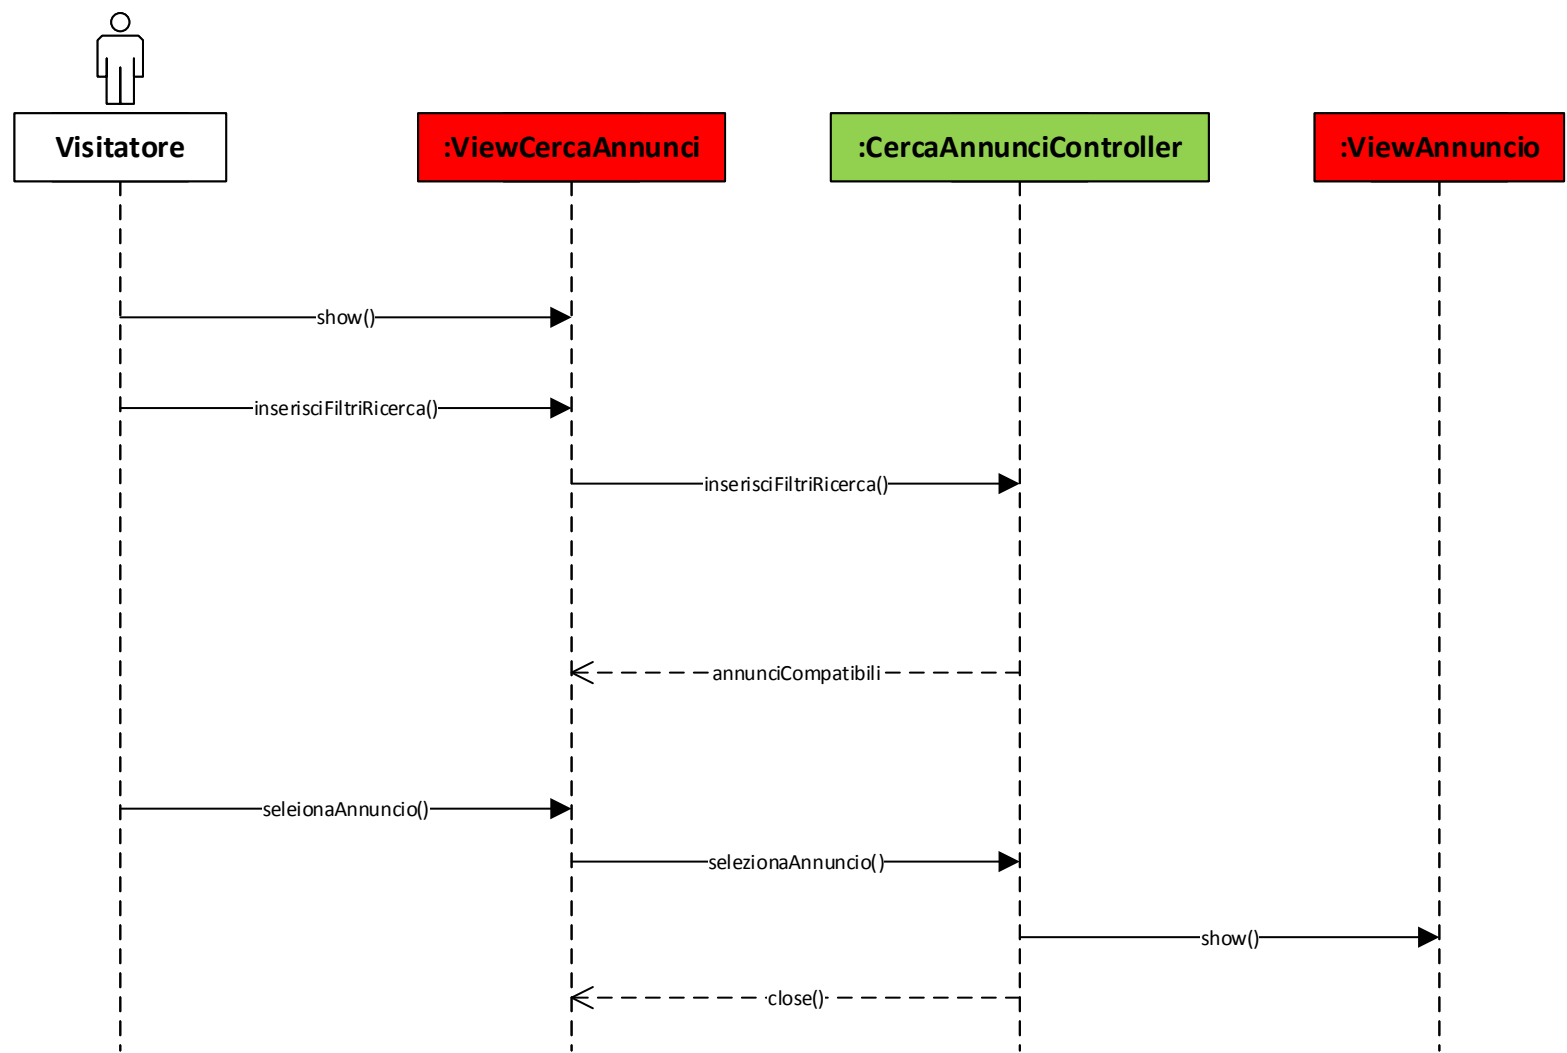 Visitatore
:ViewCercaAnnunci
:CercaAnnunciController
:ViewAnnuncio
show()
inserisciFiltriRicerca()
inserisciFiltriRicerca()
annunciCompatibili
seleionaAnnuncio()
selezionaAnnuncio()
show()
close()